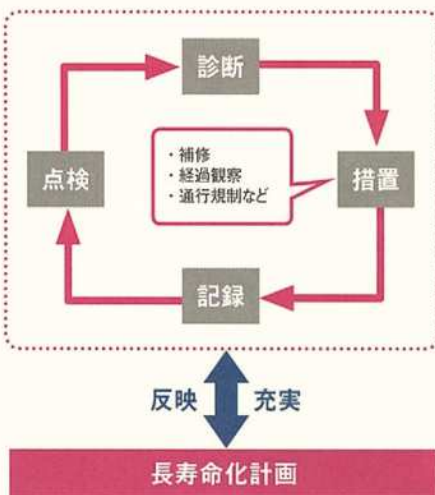 診断
点検
・補修
・経過観察
・通行規制など
措置
記録
反映
充実
長寿命化計画